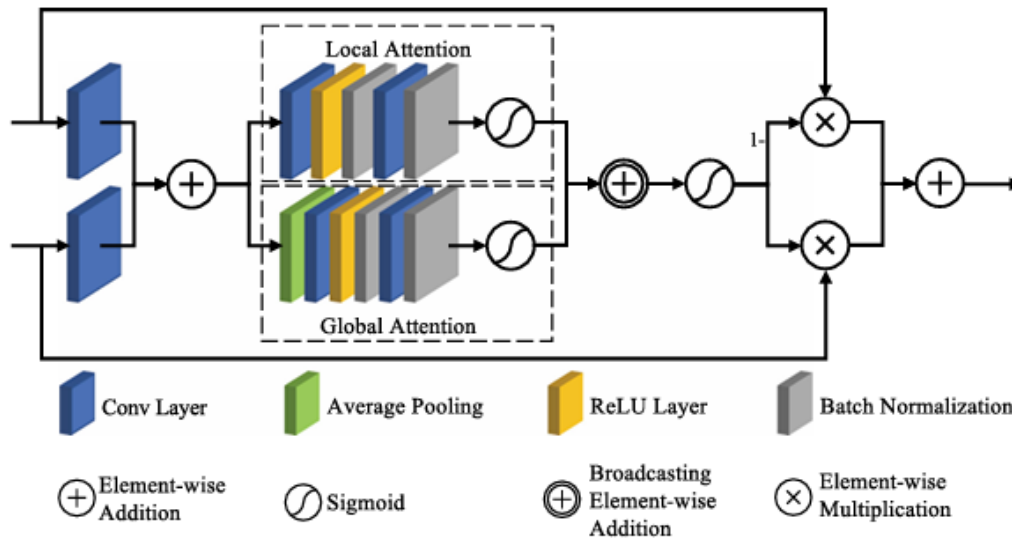 Local Attention
1-
Global Attention
Conv Layer
Average Pooling
ReLU Layer
Batch Normalization
Element-wise
Addition
Sigmoid
Broadcasting
Element-wise
Addition
Element-wise
Multiplication